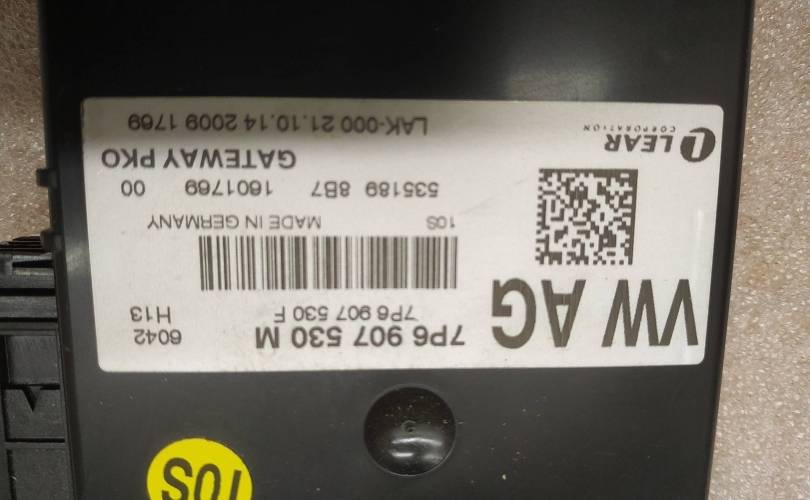 VW AG
7P6 907 530 M
7P6 907 530 F
6042
H13
10S MADE IN GERMANY
535189 8B7 1601769 00
GATEWAY PKO
LEAR
CORPORATION
LAK-000 21.10.14 2009 1769
10S
G